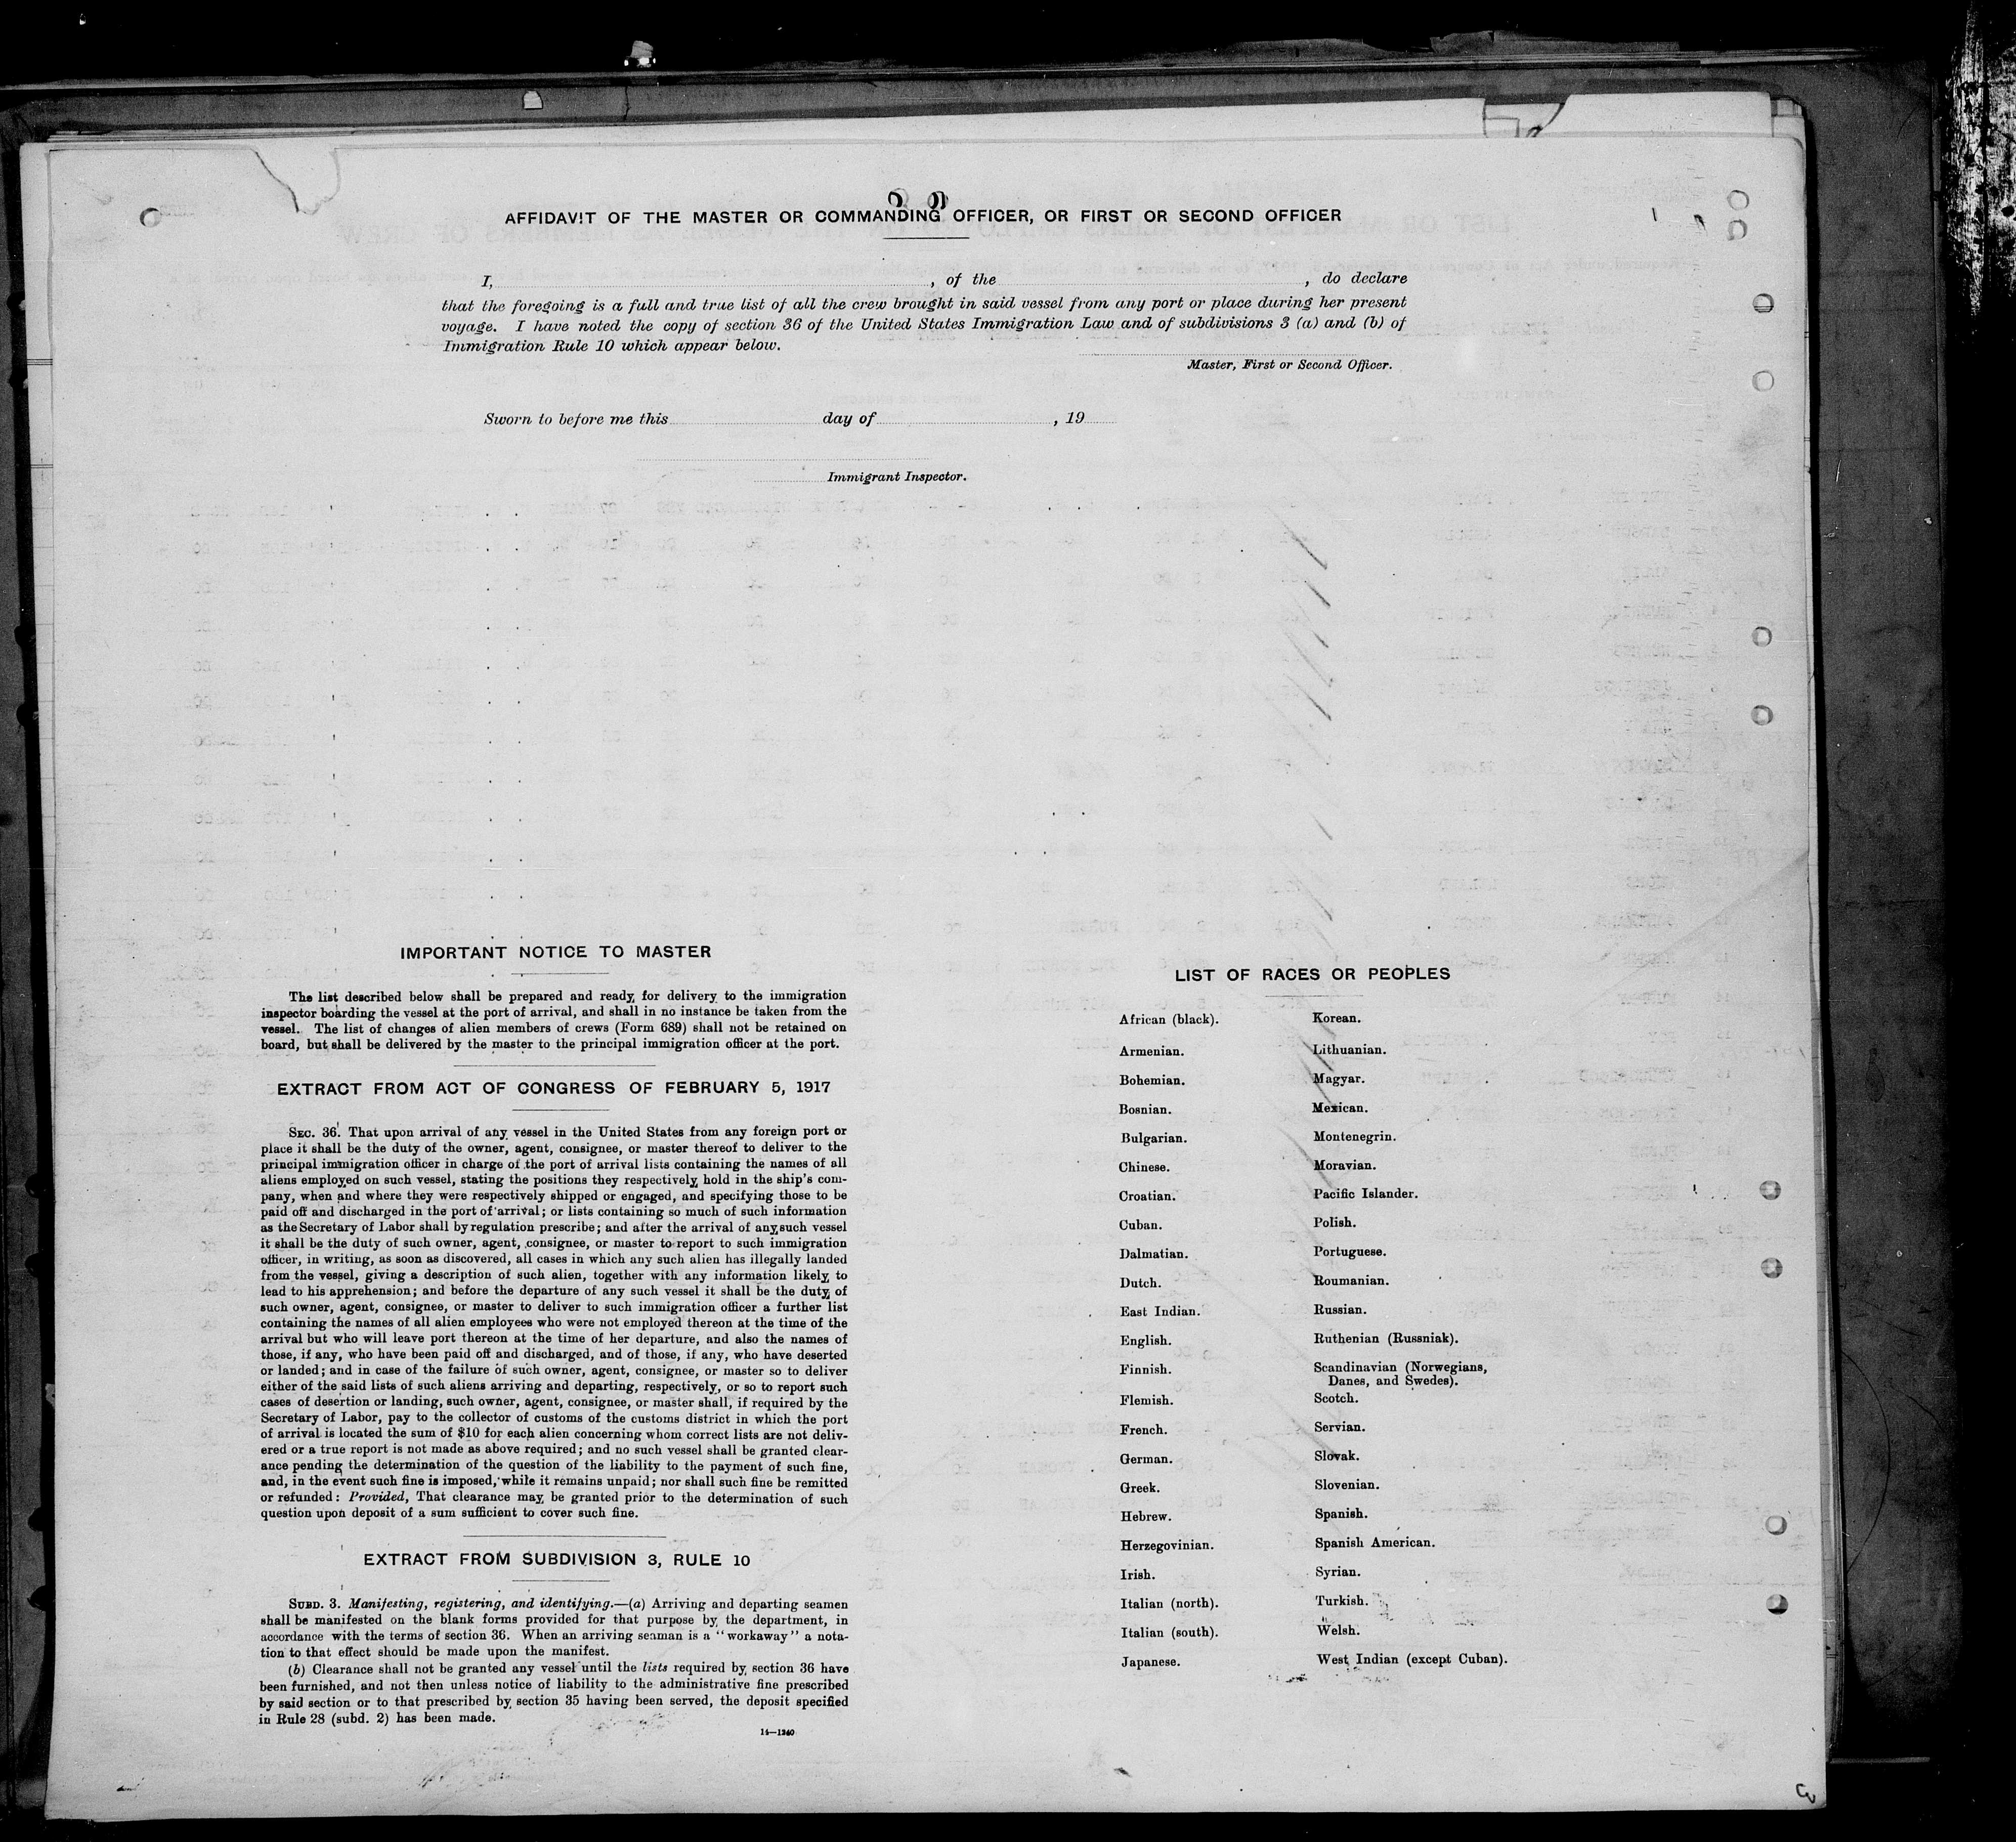 AFFIDAVIT OF THE MASTER OR COMMANDING OFFICER, OR FIRST OR SECOND OFFICER
I, , of the , do declare
that the foregoing is a full and true list of all the crew brought in said vessel from any port or place during her present
voyage. I have noted the copy of section 36 of the United States Immigration Law and of subdivisions 3 (a) and (b) of
Immigration Rule 10 which appear below.
Master, First or Second Officer.
Sworn to before me this day of , 19
Immigrant Inspector.
IMPORTANT NOTICE TO MASTER
The list described below shall be prepared and ready for delivery to the immigration
inspector boarding the vessel at the port of arrival, and shall in no instance be taken from the
vessel. The list of changes of alien members of crews (Form 689) shall not be retained on
board, but shall be delivered by the master to the principal immigration officer at the port.
EXTRACT FROM ACT OF CONGRESS OF FEBRUARY 5, 1917
SEC. 36. That upon arrival of any vessel in the United States from any foreign port or
place it shall be the duty of the owner, agent, consignee, or master thereof to deliver to the
principal immigration officer in charge of the port of arrival lists containing the names of all
aliens employed on such vessel, stating the positions they respectively hold in the ship's com-
pany, when and where they were respectively shipped or engaged, and specifying those to be
paid off and discharged in the port of arrival; or lists containing so much of such information
as the Secretary of Labor shall by regulation prescribe; and after the arrival of any such vessel
it shall be the duty of such owner, agent, consignee, or master to report to such immigration
officer, in writing, as soon as discovered, all cases in which any such alien has illegally landed
from the vessel, giving a description of such alien, together with any information likely to
lead to his apprehension; and before the departure of any such vessel it shall be the duty of
such owner, agent, consignee, or master to deliver to such immigration officer a further list
containing the names of all alien employees who were not employed thereon at the time of the
arrival but who will leave port thereon at the time of her departure, and also the names of
those, if any, who have been paid off and discharged, and of those, if any, who have deserted
or landed; and in case of the failure of such owner, agent, consignee, or master so to deliver
either of the said lists of such aliens arriving and departing, respectively, or so to report such
cases of desertion or landing, such owner, agent, consignee, or master shall, if required by the
Secretary of Labor, pay to the collector of customs of the customs district in which the port
of arrival is located the sum of $10 for each alien concerning whom correct lists are not deliv-
ered or a true report is not made as above required; and no such vessel shall be granted clear-
ance pending the determination of the question of the liability to the payment of such fine,
and, in the event such fine is imposed, while it remains unpaid; nor shall such fine be remitted
or refunded: Provided, That clearance may be granted prior to the determination of such
question upon deposit of a sum sufficient to cover such fine.
EXTRACT FROM SUBDIVISION 3, RULE 10
SUBD. 3. Manifesting, registering, and identifying.—(a) Arriving and departing seamen
shall be manifested on the blank forms provided for that purpose by the department, in
accordance with the terms of section 36. When an arriving seaman is a "workaway" a nota-
tion to that effect should be made upon the manifest.
(b) Clearance shall not be granted any vessel until the lists required by section 36 have
been furnished, and not then unless notice of liability to the administrative fine prescribed
by said section or to that prescribed by section 35 having been served, the deposit specified
in Rule 28 (subd. 2) has been made.
14—1240
LIST OF RACES OR PEOPLES
African (black).
Armenian.
Bohemian.
Bosnian.
Bulgarian.
Chinese.
Croatian.
Cuban.
Dalmatian.
Dutch.
East Indian.
English.
Finnish.
Flemish.
French.
German.
Greek.
Hebrew.
Herzegovinian.
Irish.
Italian (north).
Italian (south).
Japanese.
Korean.
Lithuanian.
Magyar.
Mexican.
Montenegrin.
Moravian.
Pacific Islander.
Polish.
Portuguese.
Roumanian.
Russian.
Ruthenian (Russniak).
Scandinavian (Norwegians,
Danes, and Swedes).
Scotch.
Servian.
Slovak.
Slovenian.
Spanish.
Spanish American.
Syrian.
Turkish.
Welsh.
West Indian (except Cuban).